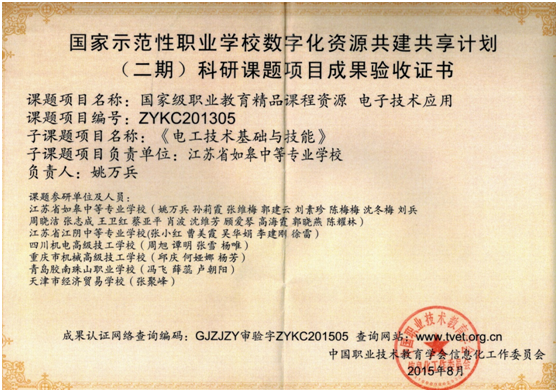 国家示范性职业学校数字化资源共建共享计划
（二期）科研课题项目成果验收证书
课题项目名称：国家级职业教育精品课程资源 电子技术应用
课题项目编号：ZYKC201305
子课题项目名称：《电工技术基础与技能》
子课题项目负责单位：江苏省如皋中等专业学校
负责人：姚万兵
课题参研单位及人员：
江苏省如皋中等专业学校（姚万兵 孙莉霞 张维梅 郭建云 刘素珍 陈梅梅 沈冬梅 刘兵
周晓洁 张志成 王卫红 蔡亚平 肖波 沈维芳 顾爱琴 高海霞 郭晓燕 陈耀林）
江苏省江阴中等专业学校(张小红 曹美霞 吴华娟 李建刚 徐雷）
四川机电高级技工学校（周旭 谭明 张雪 杨唯）
重庆市机械高级技工学校（邱庆 何娅娜 杨芳）
青岛胶南珠山职业学校（冯飞 薛蕊 卢朝阳）
天津市经济贸易学校（张聚峰）
成果认证网络查询编码：GJZJZY审验字ZYKC201505 查询网站：www.tvet.org.cn
中国职业技术教育学会信息化工作委员会
2015年8月